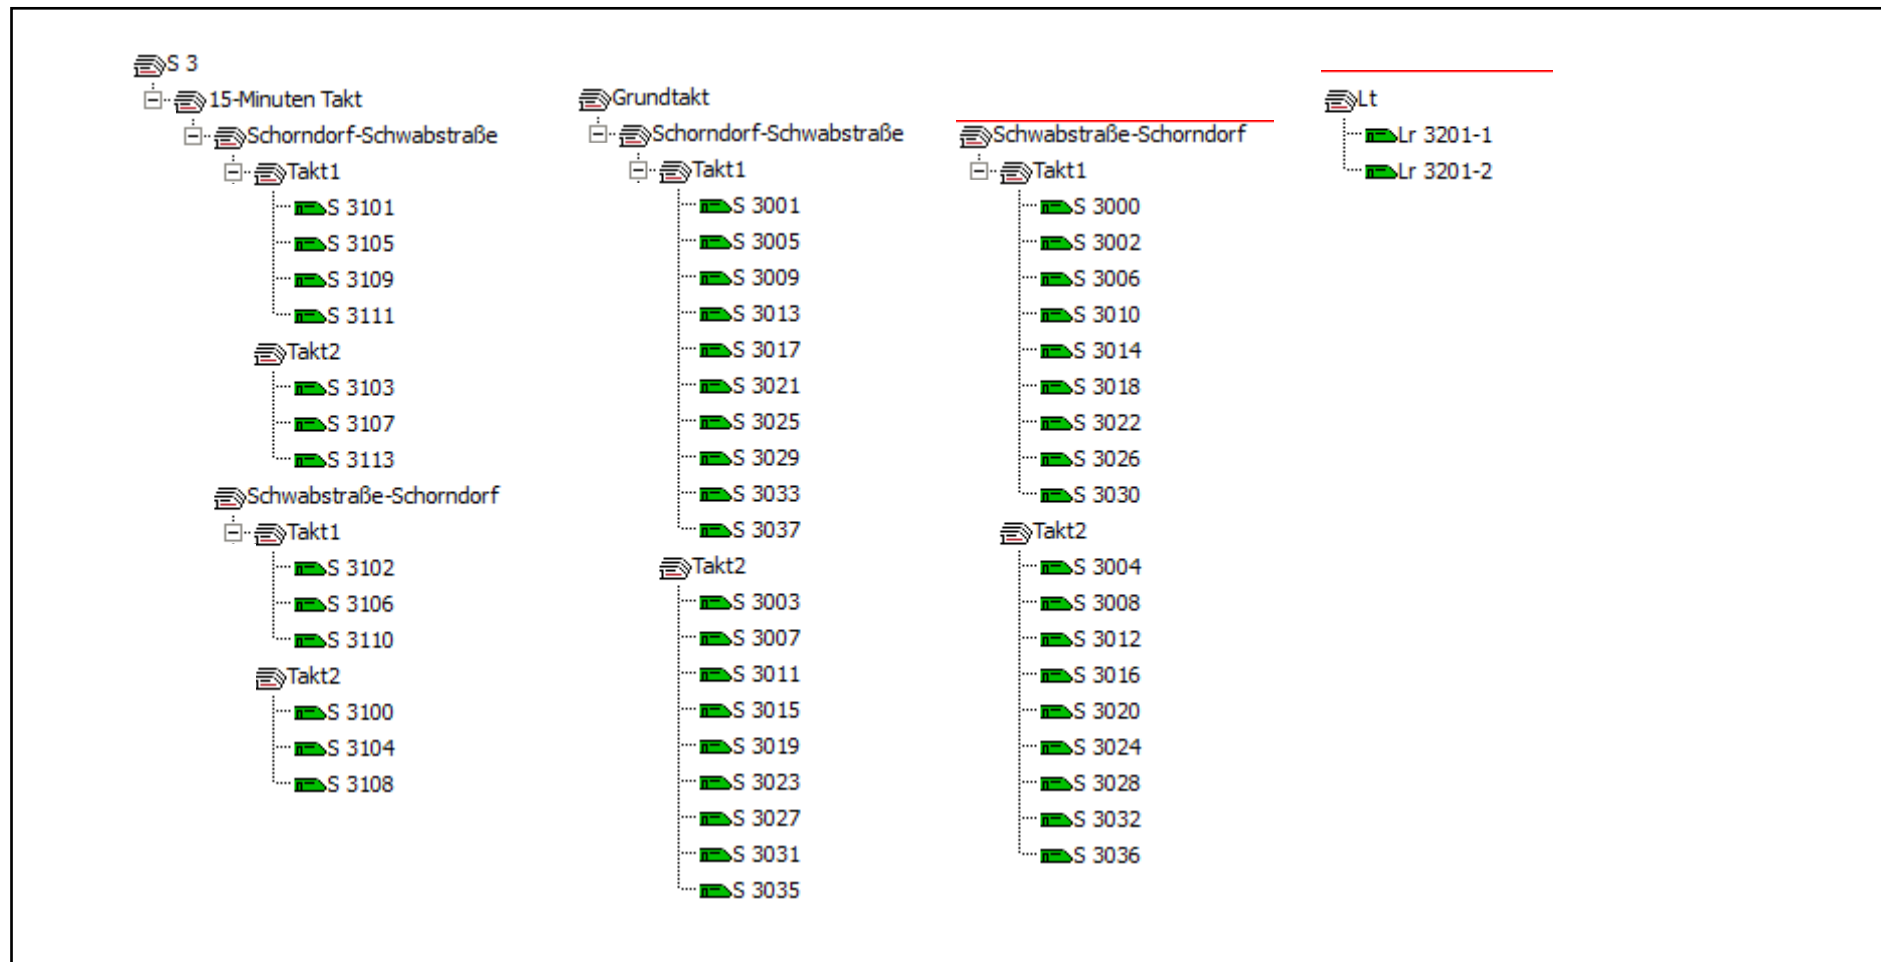 S 3
15-Minuten Takt
Schorndorf-Schwabstraße
Takt1
S 3101
S 3105
S 3109
S 3111
Takt2
S 3103
S 3107
S 3113
Schwabstraße-Schorndorf
Takt1
S 3102
S 3106
S 3110
Takt2
S 3100
S 3104
S 3108
Grundtakt
Schorndorf-Schwabstraße
Takt1
S 3001
S 3005
S 3009
S 3013
S 3017
S 3021
S 3025
S 3029
S 3033
S 3037
Takt2
S 3003
S 3007
S 3011
S 3015
S 3019
S 3023
S 3027
S 3031
S 3035
Schwabstraße-Schorndorf
Takt1
S 3000
S 3002
S 3006
S 3010
S 3014
S 3018
S 3022
S 3026
S 3030
Takt2
S 3004
S 3008
S 3012
S 3016
S 3020
S 3024
S 3028
S 3032
S 3036
Lt
Lr 3201-1
Lr 3201-2